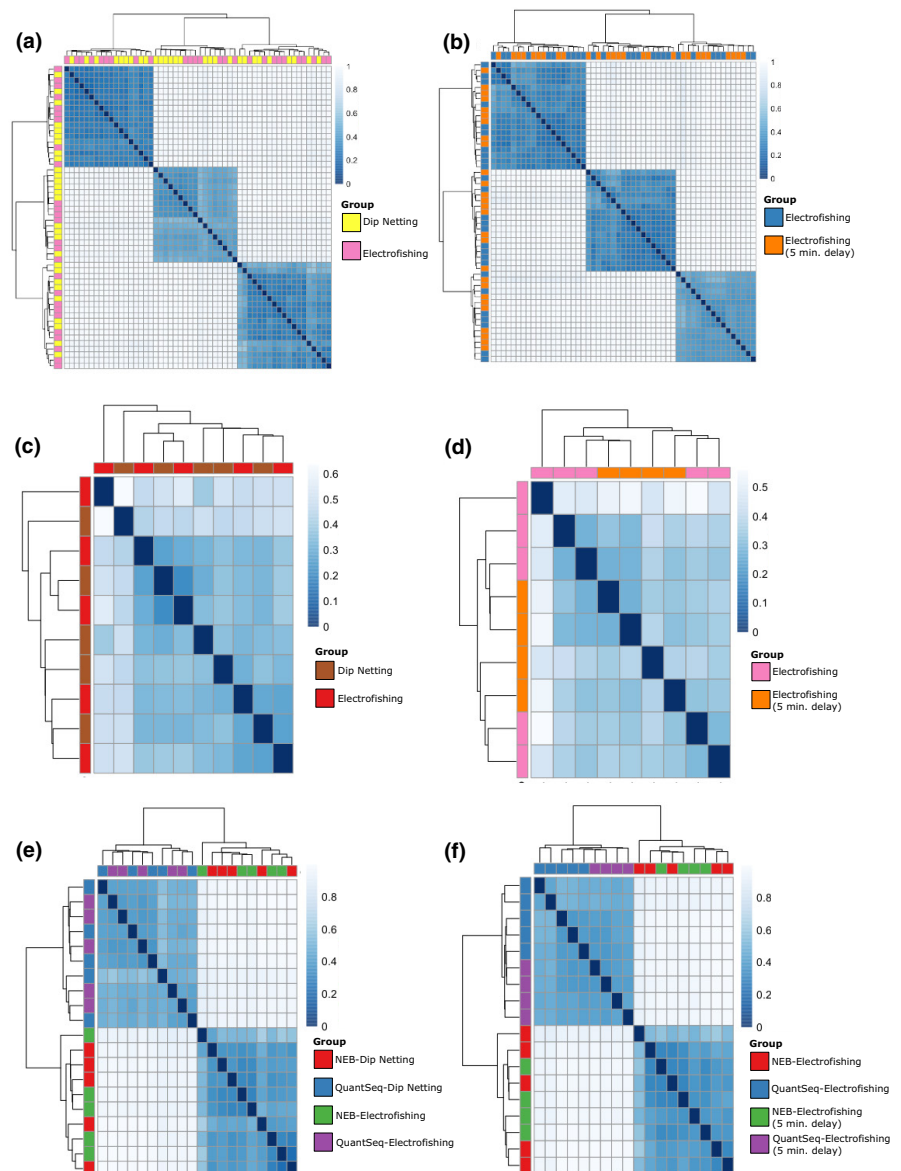 (a)
1
0.8
0.6
0.4
0.2
0
Group
Dip Netting
Electrofishing
(b)
1
0.8
0.6
0.4
0.2
0
Group
Electrofishing
Electrofishing
(5 min. delay)
(c)
0.6
0.5
0.4
0.3
0.2
0.1
0
Group
Dip Netting
Electrofishing
(d)
0.5
0.4
0.3
0.2
0.1
0
Group
Electrofishing
Electrofishing
(5 min. delay)
(e)
0.8
0.6
0.4
0.2
0
Group
NEB-Dip Netting
QuantSeq-Dip Netting
NEB-Electrofishing
QuantSeq-Electrofishing
(f)
0.8
0.6
0.4
0.2
0
Group
NEB-Electrofishing
QuantSeq-Electrofishing
NEB-Electrofishing
(5 min. delay)
QuantSeq-Electrofishing
(5 min. delay)